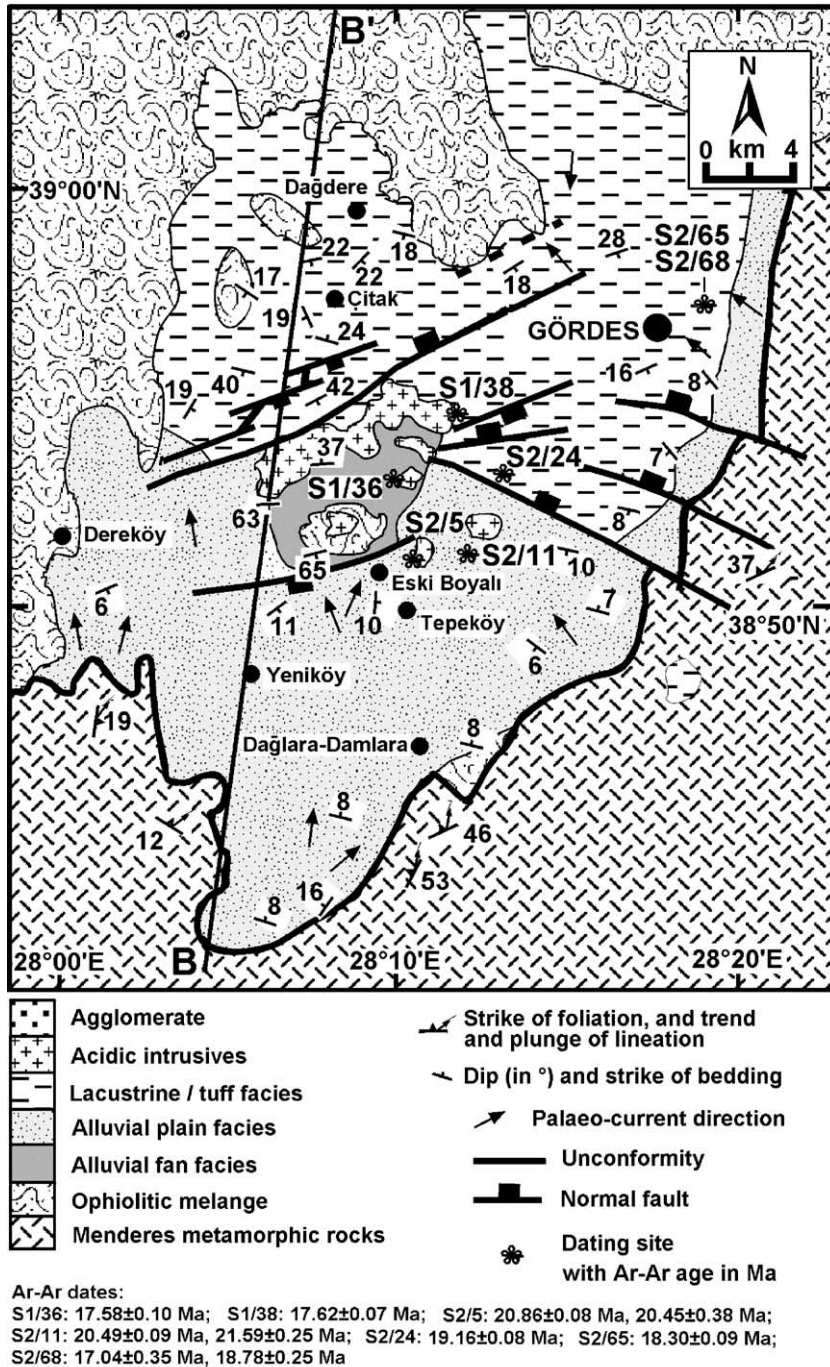 B'
N
0 km 4
39°00'N
Dağdere
S2/65
S2/68
22
22
18
28
17
18
Çitak
19
24
GÖRDES
16
8
19
40
42
S1/38
37
S2/24
7
S1/36
63
8
Dereköy
S2/5
S2/11
65
10
37
Eski Boyalı
6
11
10
Tepeköy
7
38°50'N
6
Yeniköy
19
Dağlara-Damlara
8
12
8
46
53
16
8
28°00'E
B
28°10'E
28°20'E
Agglomerate
Acidic intrusives
Lacustrine / tuff facies
Alluvial plain facies
Alluvial fan facies
Ophiolitic melange
Menderes metamorphic rocks
Strike of foliation, and trend
and plunge of lineation
Dip (in °) and strike of bedding
Palaeo-current direction
Unconformity
Normal fault
Dating site
with Ar-Ar age in Ma
Ar-Ar dates:
S1/36: 17.58±0.10 Ma; S1/38: 17.62±0.07 Ma; S2/5: 20.86±0.08 Ma, 20.45±0.38 Ma;
S2/11: 20.49±0.09 Ma, 21.59±0.25 Ma; S2/24: 19.16±0.08 Ma; S2/65: 18.30±0.09 Ma;
S2/68: 17.04±0.35 Ma, 18.78±0.25 Ma